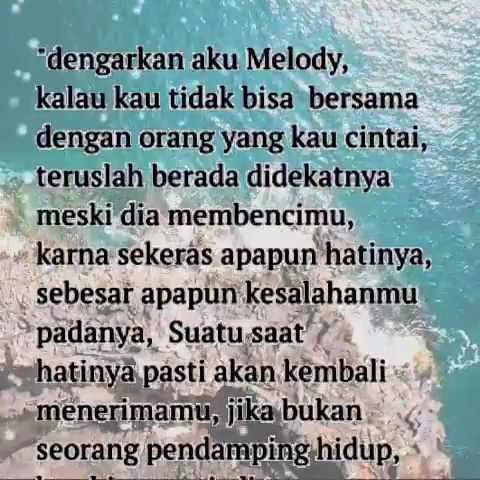 "dengarkan aku Melody,
kalau kau tidak bisa bersama
dengan orang yang kau cintai,
teruslah berada didekatnya
meski dia membencimu,
karna sekeras apapun hatinya,
sebesar apapun kesalahanmu
padanya, Suatu saat
hatinya pasti akan kembali
menerimamu, jika bukan
seorang pendamping hidup,